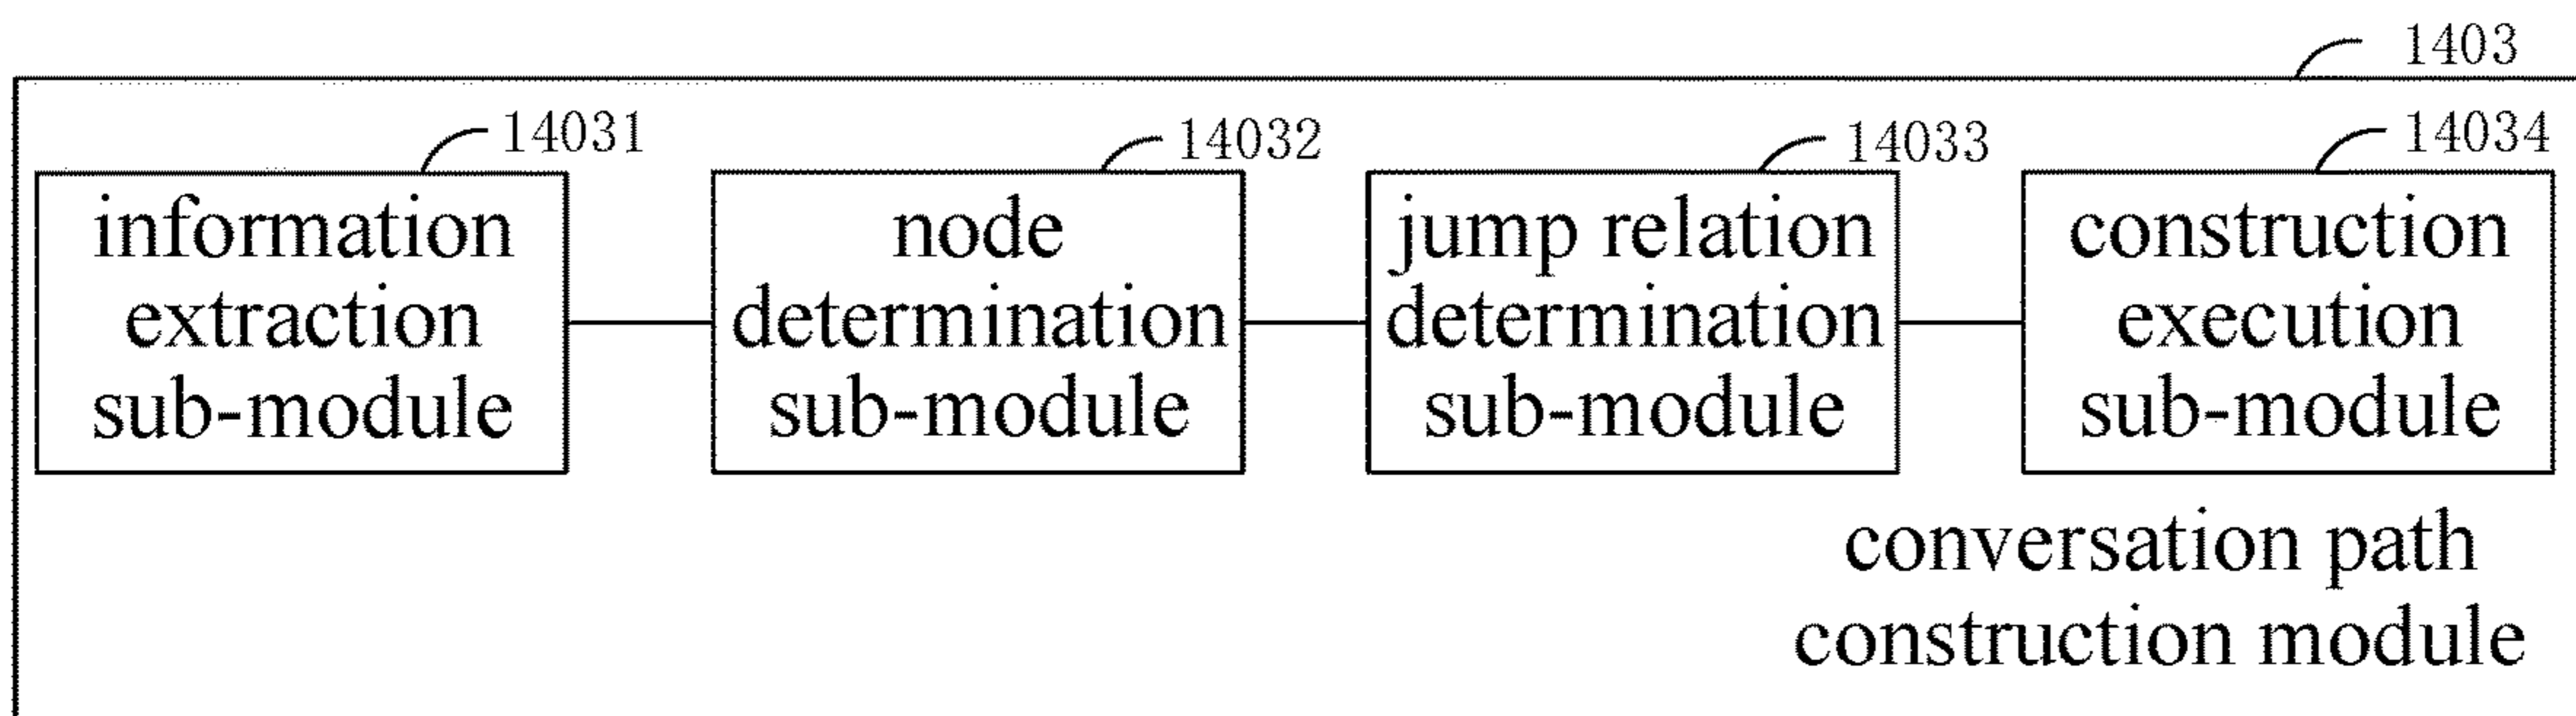 1403
14031
14032
14033
14034
information
extraction
sub-module
node
determination
sub-module
jump relation
determination
sub-module
construction
execution
sub-module
conversation path
construction module